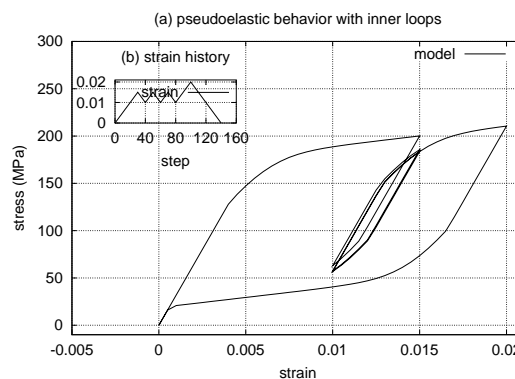 (a) pseudoelastic behavior with inner loops
300
250
200
150
100
50
0
stress (MPa)
-0.005 0 0.005 0.01 0.015 0.02
strain
model
(b) strain history
0.02
0.01
0
strain
0 40 80 120 160
step